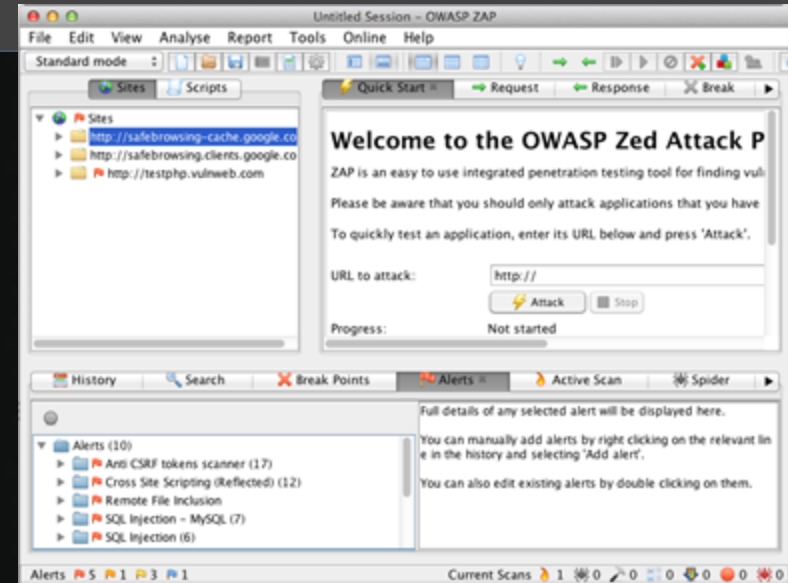 Untitled Session - OWASP ZAP
File Edit View Analyse Report Tools Online Help
Standard mode
Sites Scripts
Quick Start Request Response Break
Sites
http://safebrowsing-cache.google.co
http://safebrowsing.clients.google.co
http://testphp.vulnweb.com
Welcome to the OWASP Zed Attack P
ZAP is an easy to use integrated penetration testing tool for finding vul
Please be aware that you should only attack applications that you have
To quickly test an application, enter its URL below and press 'Attack'.
URL to attack: http://
Attack Stop
Progress: Not started
History Search Break Points Alerts Active Scan Spider
Alerts (10)
Anti CSRF tokens scanner (17)
Cross Site Scripting (Reflected) (12)
Remote File Inclusion
SQL Injection - MySQL (7)
SQL Injection (6)
Full details of any selected alert will be displayed here.
You can manually add alerts by right clicking on the relevant lin
e in the history and selecting 'Add alert'.
You can also edit existing alerts by double clicking on them.
Alerts 5 1 3 1 Current Scans 1 0 0 0 0 0 0